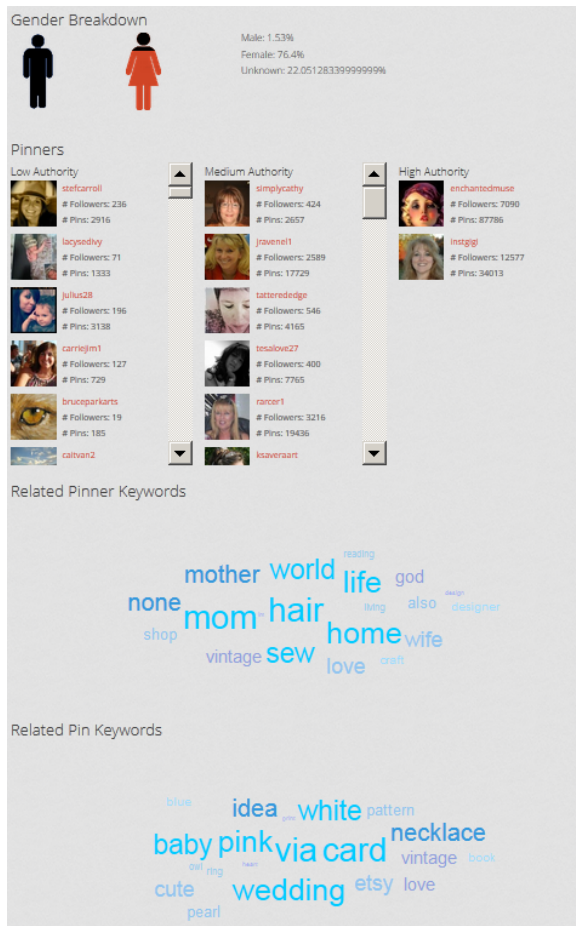 Gender Breakdown
Male: 1.53%
Female: 76.4%
Unknown: 22.05128339999999%
Pinners
Low Authority
stefcarroll
# Followers: 236
# Pins: 2916
lacysedivy
# Followers: 71
# Pins: 1333
julius28
# Followers: 196
# Pins: 3138
carriejim1
# Followers: 127
# Pins: 729
bruceparkarts
# Followers: 19
# Pins: 185
caitvan2
Medium Authority
simplycathy
# Followers: 424
# Pins: 2657
jravenel1
# Followers: 2589
# Pins: 17729
tatterededge
# Followers: 546
# Pins: 4165
tesalove27
# Followers: 400
# Pins: 7765
rarcer1
# Followers: 3216
# Pins: 19436
ksaveraart
High Authority
enchantedmuse
# Followers: 7090
# Pins: 87786
instgigi
# Followers: 12577
# Pins: 34013
Related Pinner Keywords
reading
mother world life god
design
none mom hair living also designer
shop home wife
vintage sew love craft
Related Pin Keywords
blue idea white pattern
baby pink via card necklace
owl ring heart vintage book
cute wedding etsy love
pearl